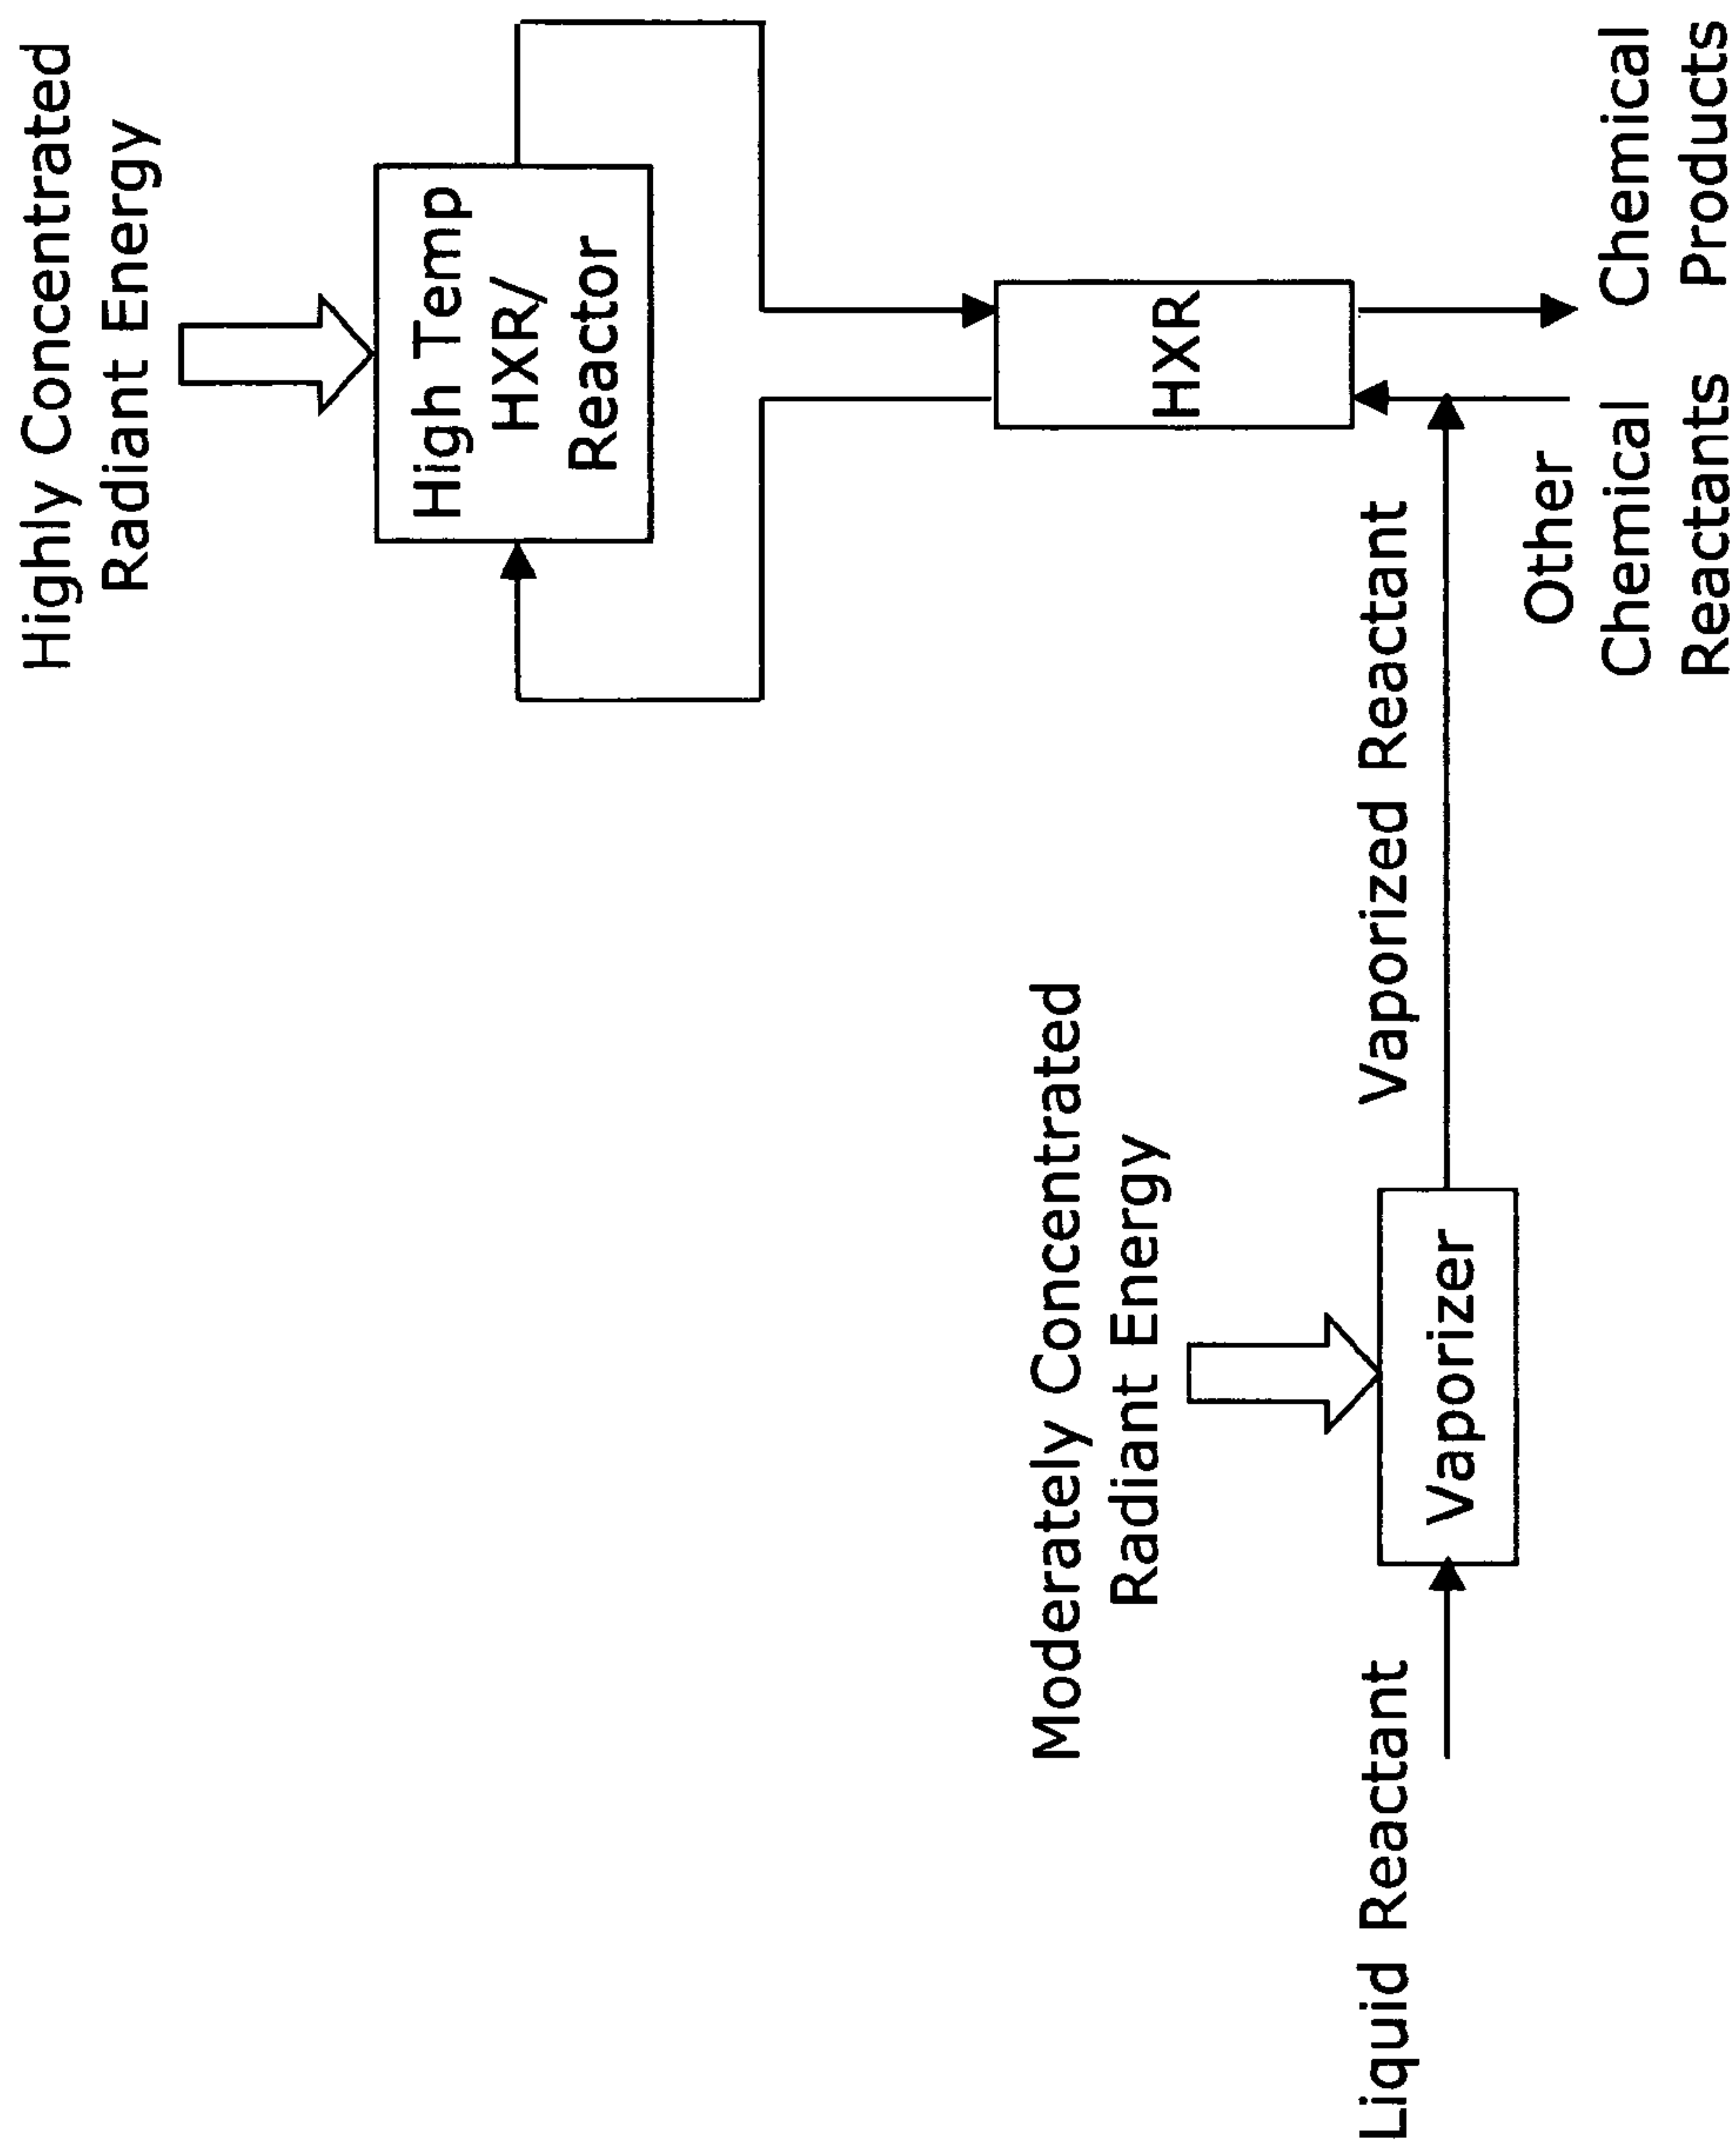 Highly Concentrated
Radiant Energy
High Temp
HXR/
Reactor
HXR
Moderately Concentrated
Radiant Energy
Liquid Reactant
Vaporizer
Vaporized Reactant
Other
Chemical
Reactants
Chemical
Products